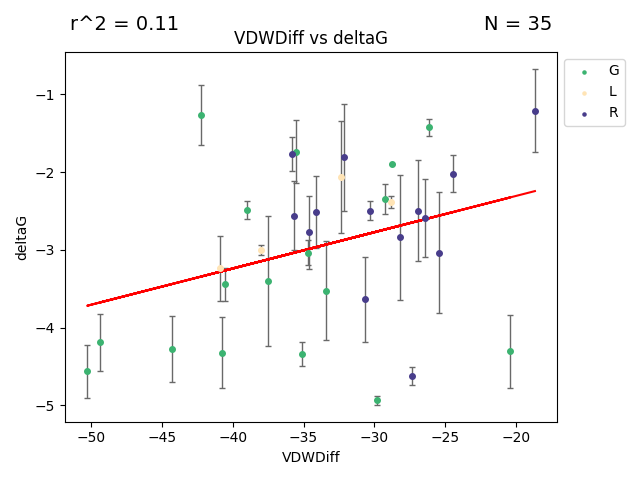 r^2 = 0.11
N = 35
VDWDiff vs deltaG
G
L
R
deltaG
−1
−2
−3
−4
−5
−50
−45
−40
−35
−30
−25
−20
VDWDiff